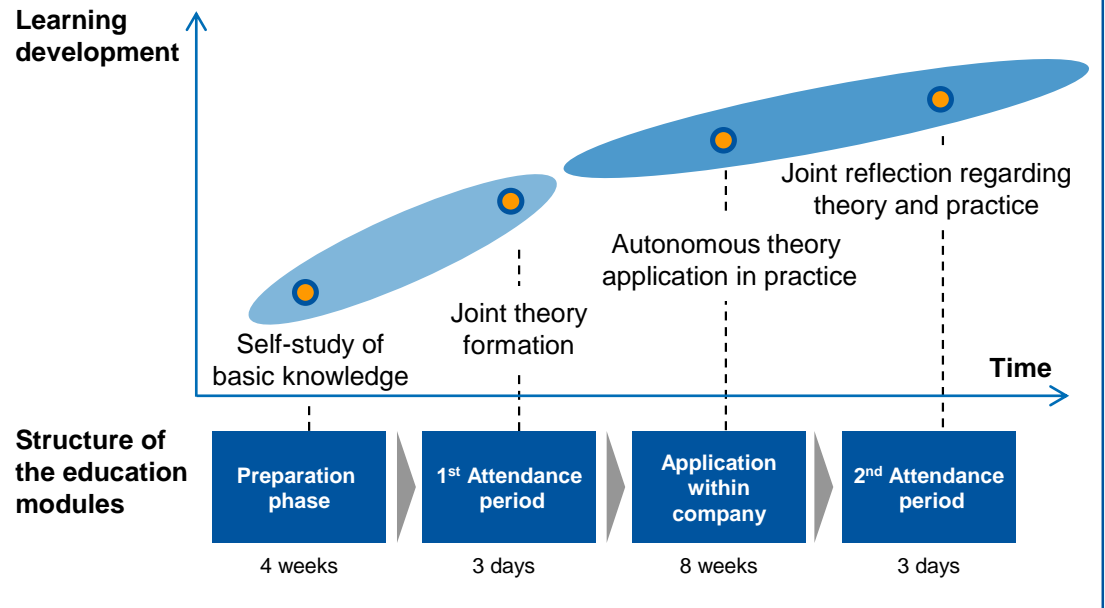 Learning
development
Joint reflection regarding
theory and practice
Autonomous theory
application in practice
Joint theory
formation
Self-study of
basic knowledge
Time
Structure of
the education
modules
Preparation
phase
1st Attendance
period
Application
within
company
2nd Attendance
period
4 weeks
3 days
8 weeks
3 days